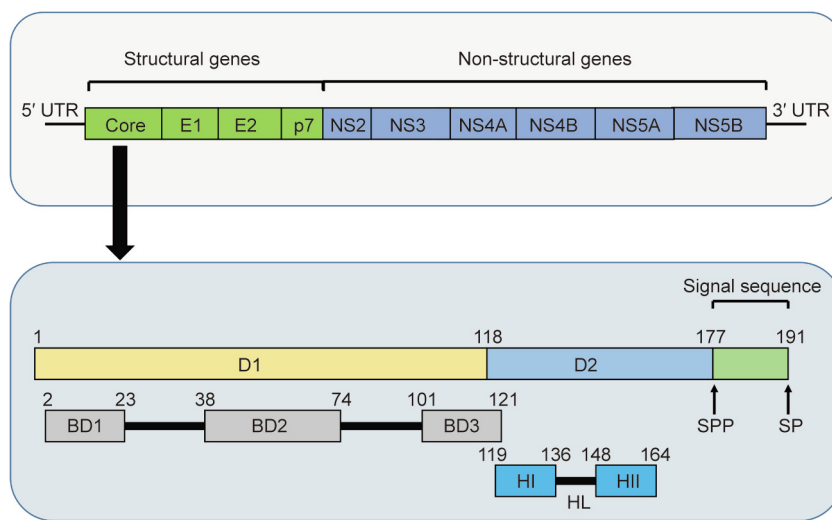 Structural genes Non-structural genes
5′ UTR 3′ UTR
Core E1 E2 p7 NS2 NS3 NS4A NS4B NS5A NS5B
Signal sequence
1 118 177 191
D1 D2
2 23 38 74 101 121
BD1 BD2 BD3
SPP SP
119 136 148 164
HI HII
HL